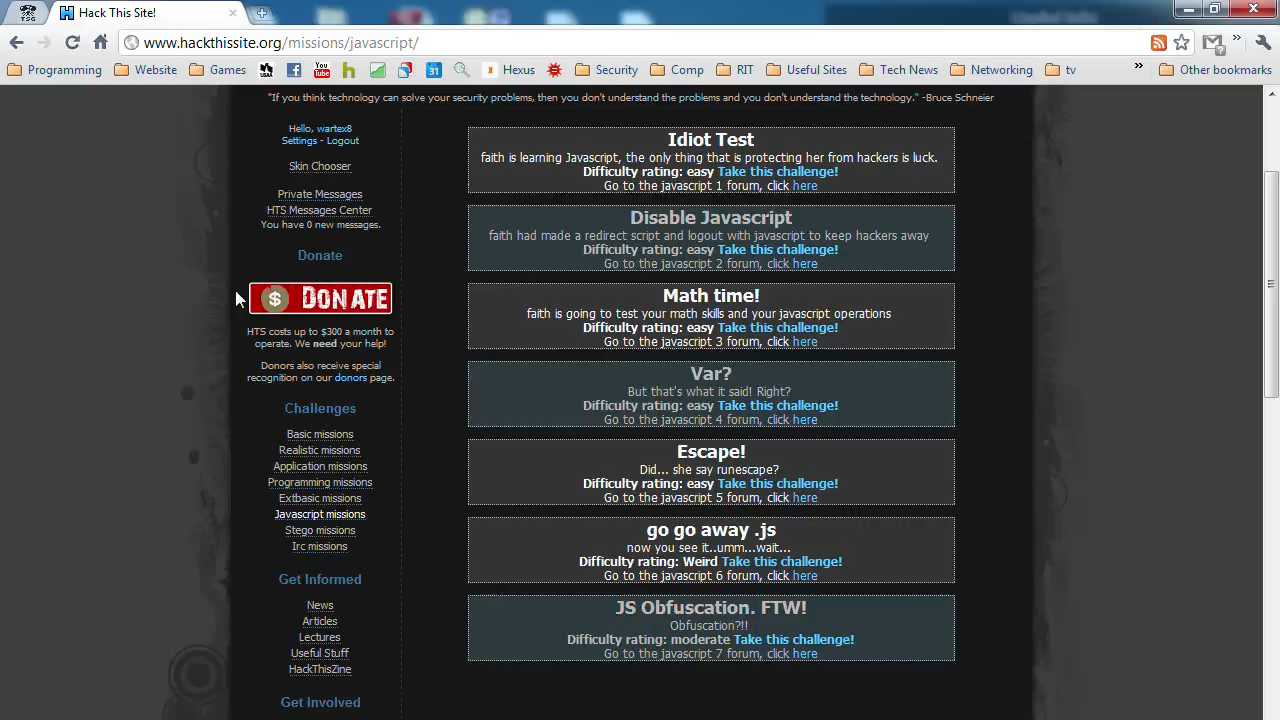 Hack This Site!
www.hackthissite.org/missions/javascript/
Programming Website Games Hexus Security Comp RIT Useful Sites Tech News Networking tv » Other bookmarks
"If you think technology can solve your security problems, then you don't understand the problems and you don't understand the technology." -Bruce Schneier
Hello, wartex8
Settings - Logout
Skin Chooser
Private Messages
HTS Messages Center
You have 0 new messages.
Donate
$ DONATE
HTS costs up to $300 a month to
operate. We need your help!
Donors also receive special
recognition on our donors page.
Challenges
Basic missions
Realistic missions
Application missions
Programming missions
Extbasic missions
Javascript missions
Stego missions
Irc missions
Get Informed
News
Articles
Lectures
Useful Stuff
HackThisZine
Get Involved
Idiot Test
faith is learning Javascript, the only thing that is protecting her from hackers is luck.
Difficulty rating: easy Take this challenge!
Go to the javascript 1 forum, click here
Disable Javascript
faith had made a redirect script and logout with javascript to keep hackers away
Difficulty rating: easy Take this challenge!
Go to the javascript 2 forum, click here
Math time!
faith is going to test your math skills and your javascript operations
Difficulty rating: easy Take this challenge!
Go to the javascript 3 forum, click here
Var?
But that's what it said! Right?
Difficulty rating: easy Take this challenge!
Go to the javascript 4 forum, click here
Escape!
Did... she say runescape?
Difficulty rating: easy Take this challenge!
Go to the javascript 5 forum, click here
go go away .js
now you see it..umm...wait...
Difficulty rating: Weird Take this challenge!
Go to the javascript 6 forum, click here
JS Obfuscation. FTW!
Obfuscation?!!
Difficulty rating: moderate Take this challenge!
Go to the javascript 7 forum, click here